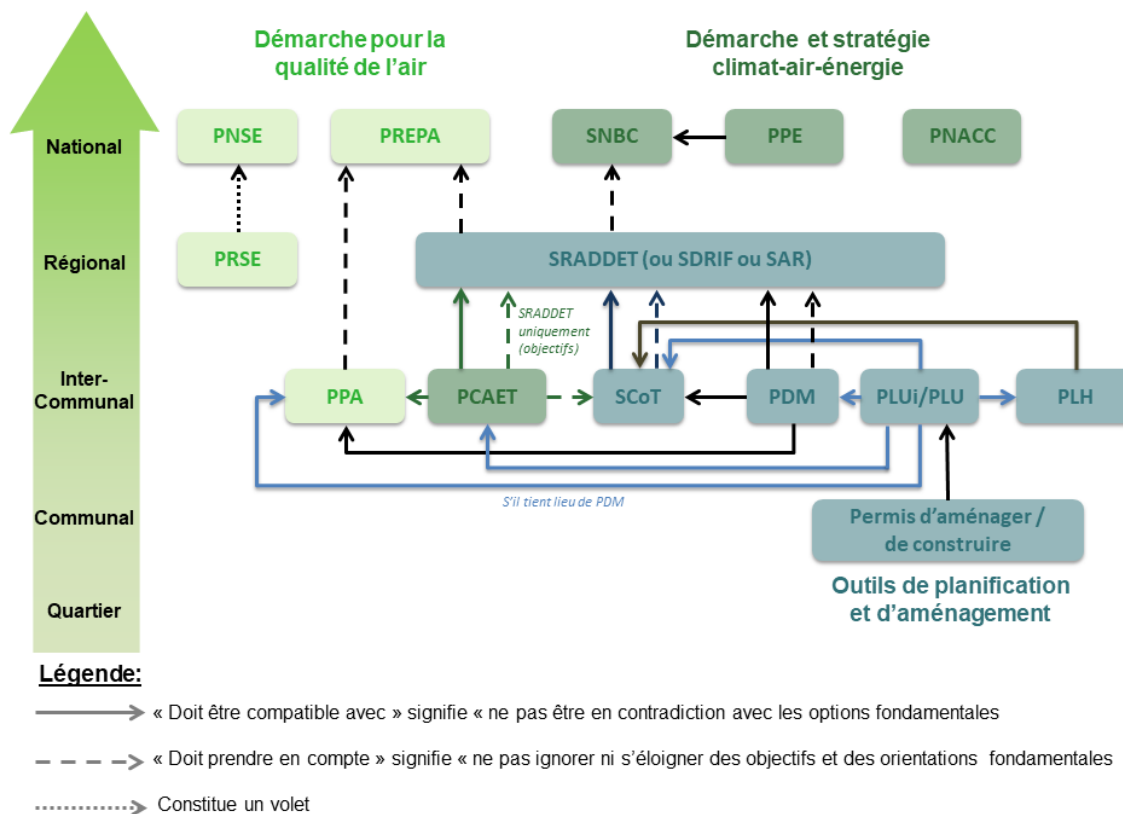 Démarche pour la
qualité de l'air
Démarche et stratégie
climat-air-énergie
National
PNSE
PREPA
SNBC
PPE
PNACC
Régional
PRSE
SRADDET (ou SDRIF ou SAR)
SRADDET
uniquement
(objectifs)
Inter-
Communal
PPA
PCAET
SCoT
PDM
PLUi/PLU
PLH
S'il tient lieu de PDM
Communal
Permis d'aménager /
de construire
Quartier
Outils de planification
et d'aménagement
Légende:
« Doit être compatible avec » signifie « ne pas être en contradiction avec les options fondamentales
« Doit prendre en compte » signifie « ne pas ignorer ni s'éloigner des objectifs et des orientations fondamentales
Constitue un volet